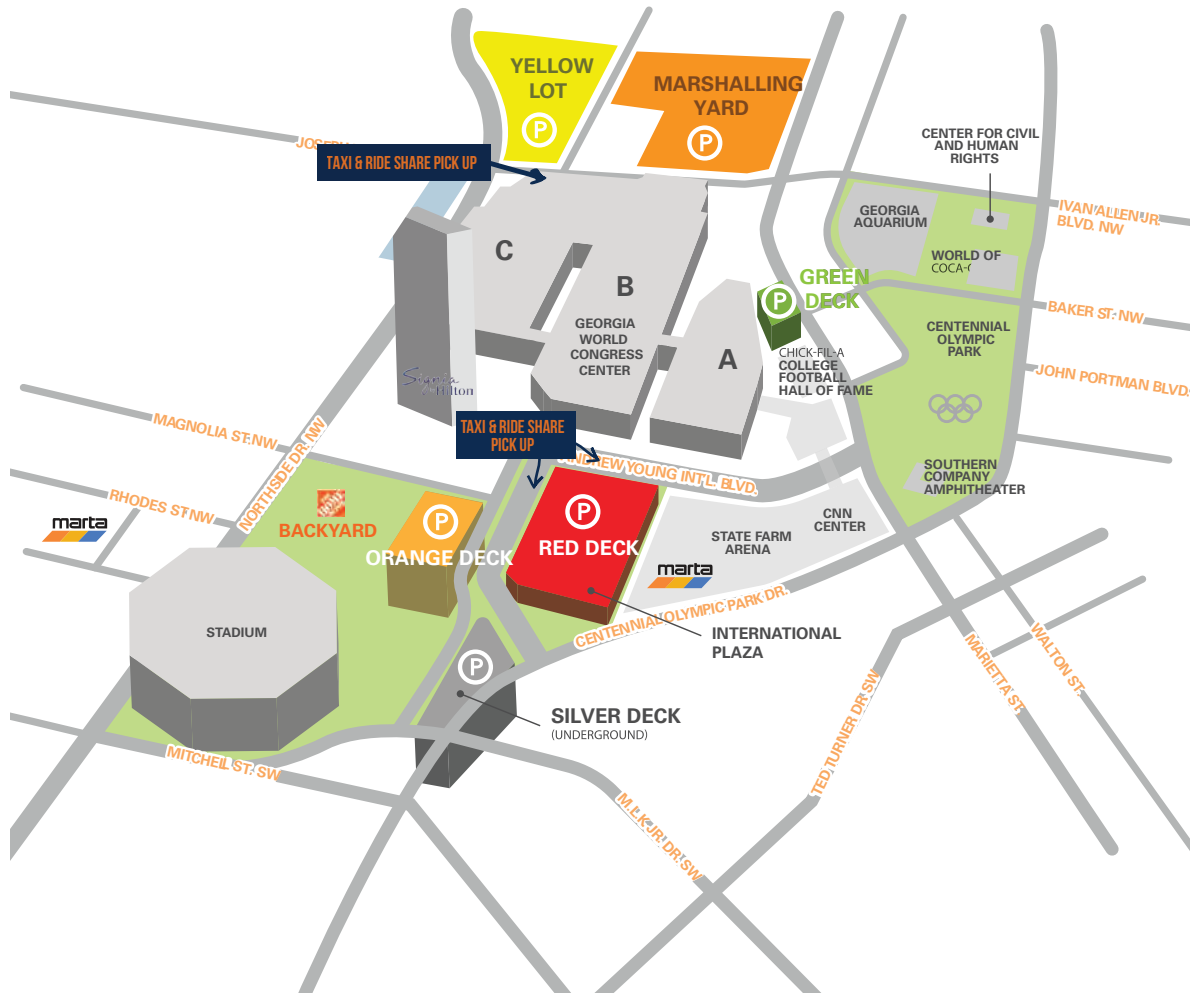 YELLOW
LOT
P
MARSHALLING
YARD
P
CENTER FOR CIVIL
AND HUMAN
RIGHTS
TAXI & RIDE SHARE PICK UP
IVAN ALLEN JR.
BLVD. NW
GEORGIA
AQUARIUM
WORLD OF
C
B
GREEN
DECK
P
BAKER ST. NW
GEORGIA
WORLD
CONGRESS
CENTER
A
CENTENNIAL
OLYMPIC
PARK
CHICK-FIL-A
COLLEGE
FOOTBALL
HALL OF FAME
JOHN PORTMAN BLVD.
Signia
by Hilton
TAXI & RIDE SHARE
PICK UP
MAGNOLIA ST. NW
NORTHSIDE DR. NW
ANDREW YOUNG INT'L. BLVD.
SOUTHERN
COMPANY
AMPHITHEATER
RHODES ST NW
marta
BACKYARD
P
ORANGE DECK
P
RED DECK
STATE FARM
ARENA
CNN
CENTER
marta
STADIUM
CENTENNIAL OLYMPIC PARK DR.
INTERNATIONAL
PLAZA
P
SILVER DECK
(UNDERGROUND)
MARIETTA ST.
WALTON ST.
TED TURNER DR SW
MITCHEIL ST. SW
M.L.K JR. DR. SW